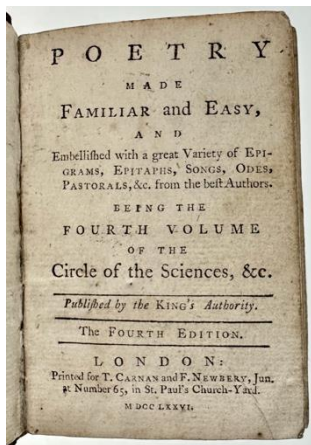 POETRY
MADE
FAMILIAR and EASY,
AND
Embelliſhed with a great Variety of EPI-
GRAMS, EPITAPHS, SONGS, ODES,
PASTORALS, &c. from the beſt Authors.
BEING THE
FOURTH VOLUME
OF THE
Circle of the Sciences, &c.
Publiſhed by the KING's Authority.
The FOURTH EDITION.
LONDON:
Printed for T. CARNAN and F. NEWBERY, Jun.
at Number 65, in St. Paul's Church-Yard.
MDCCLXXVI.